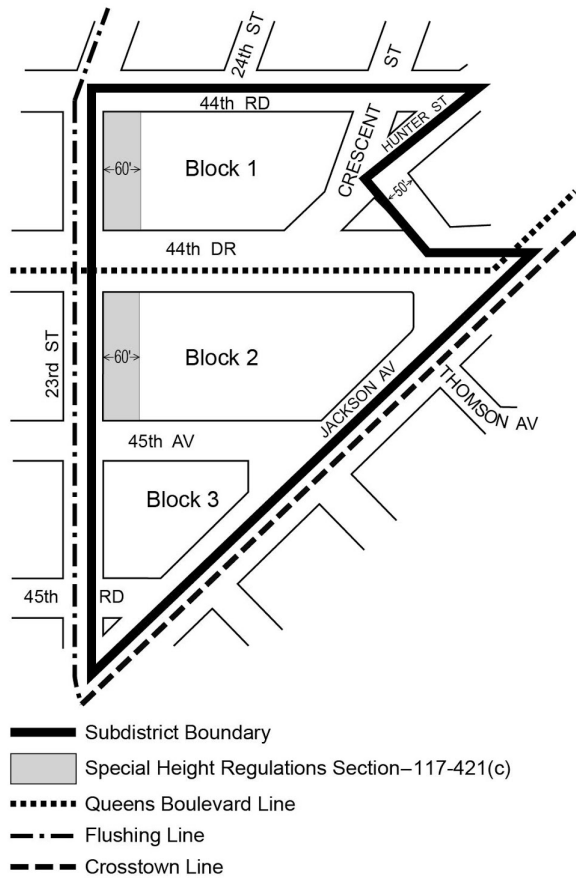 24th ST
ST
44th RD
CRESCENT
HUNTER ST
60'
Block 1
50'
44th DR
23rd ST
60'
Block 2
JACKSON AV
THOMSON AV
45th AV
Block 3
45th RD
Subdistrict Boundary
Special Height Regulations Section–117-421(c)
Queens Boulevard Line
Flushing Line
Crosstown Line